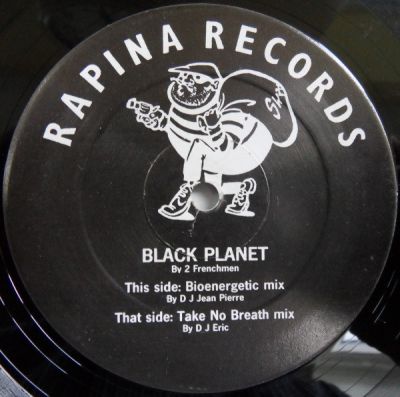 RAPINA RECORDS
BLACK PLANET
By 2 Frenchmen
This side: Bioenergetic mix
By D J Jean Pierre
That side: Take No Breath mix
By D J Eric